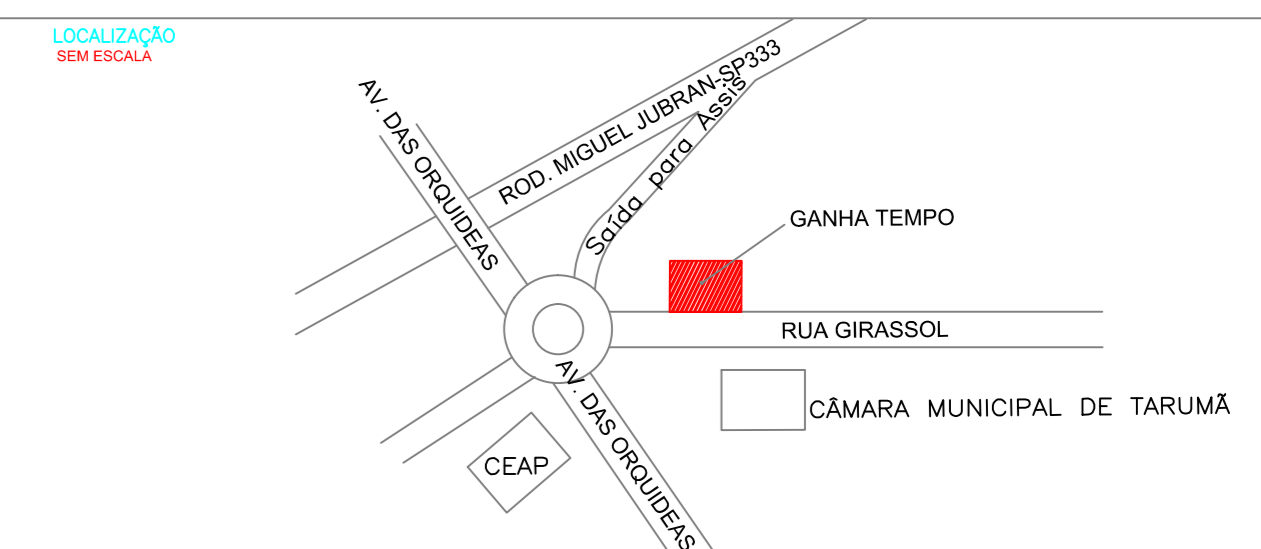 LOCALIZAÇÃO
SEM ESCALA
AV. DAS ORQUIDEAS
ROD. MIGUEL JUBRAN-SP333
Saída para Assis
GANHA TEMPO
RUA GIRASSOL
AV. DAS ORQUIDEAS
CÂMARA MUNICIPAL DE TARUMÃ
CEAP